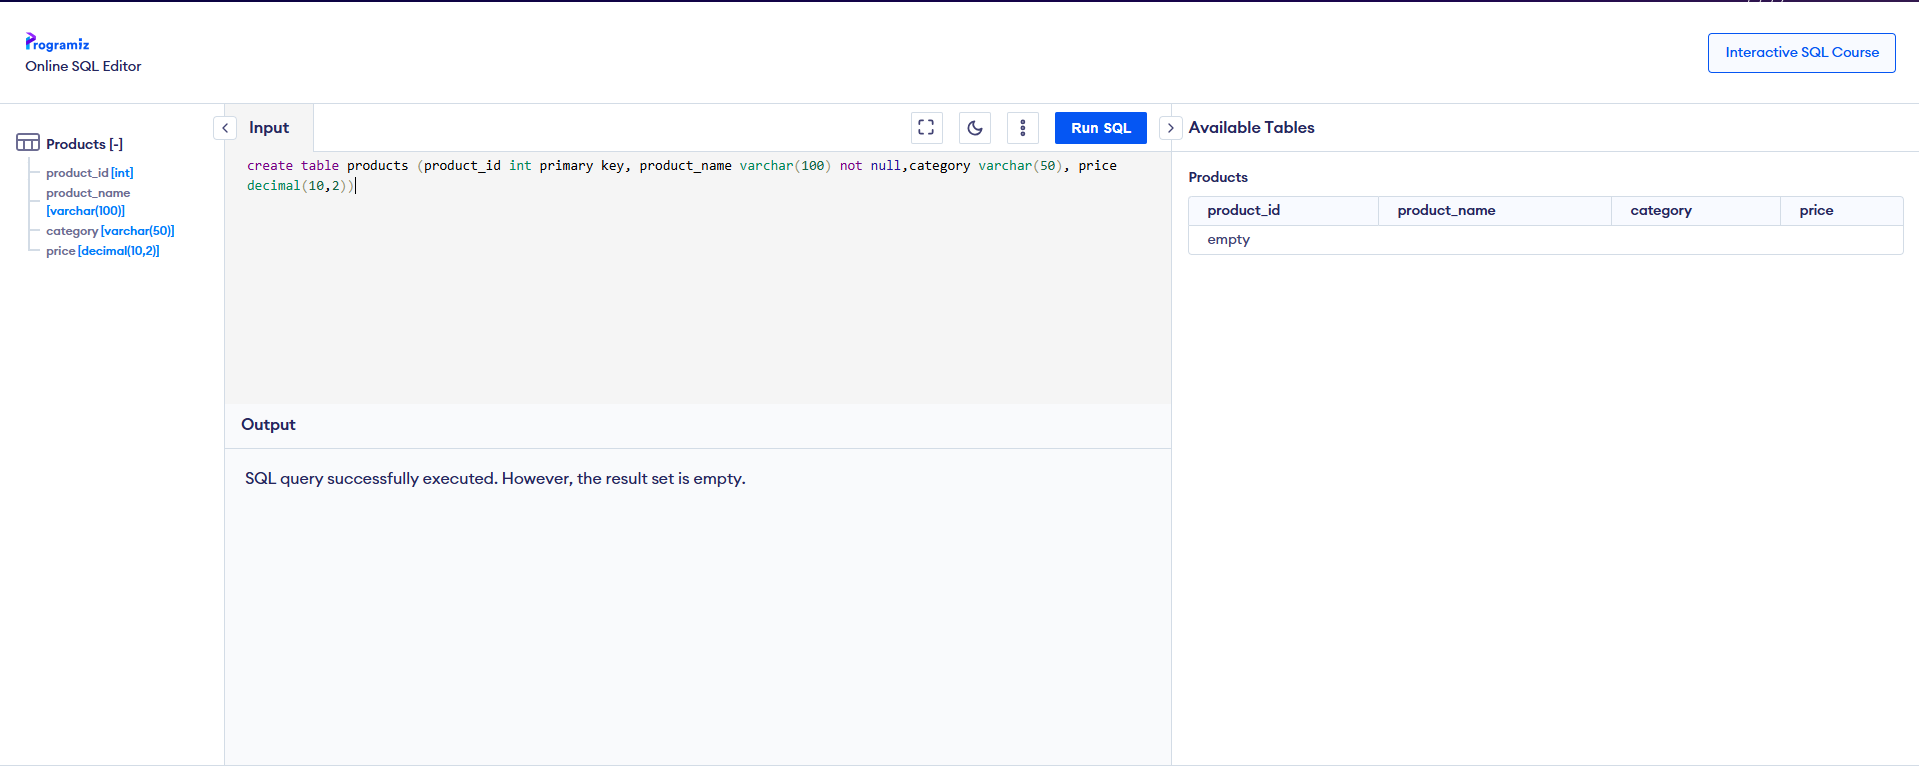 Programiz
Online SQL Editor
Interactive SQL Course
Products [-]
product_id [int]
product_name
[varchar(100)]
category [varchar(50)]
price [decimal(10,2)]
Input
Run SQL
create table products (product_id int primary key, product_name varchar(100) not null,category varchar(50), price
decimal(10,2))
Output
SQL query successfully executed. However, the result set is empty.
Available Tables
Products
product_id product_name category price
empty